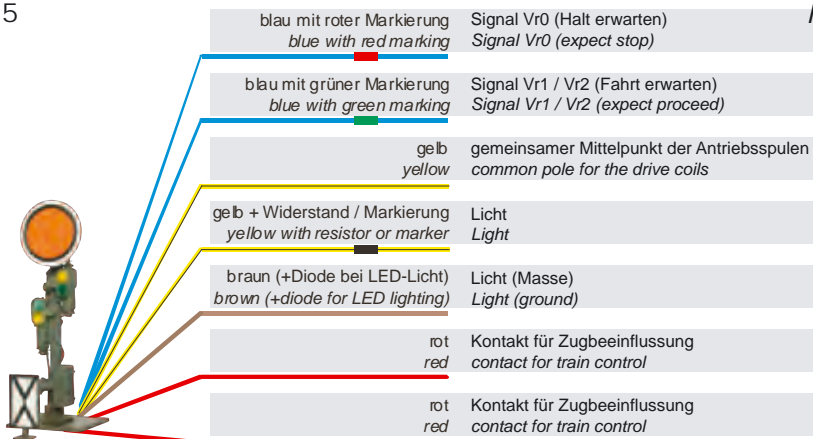 5
blau mit roter Markierung Signal Vr0 (Halt erwarten)
blue with red marking Signal Vr0 (expect stop)
blau mit grüner Markierung Signal Vr1 / Vr2 (Fahrt erwarten)
blue with green marking Signal Vr1 / Vr2 (expect proceed)
gelb gemeinsamer Mittelpunkt der Antriebsspulen
yellow common pole for the drive coils
gelb + Widerstand / Markierung Licht
yellow with resistor or marker Light
braun (+Diode bei LED-Licht) Licht (Masse)
brown (+diode for LED lighting) Light (ground)
rot Kontakt für Zugbeeinflussung
red contact for train control
rot Kontakt für Zugbeeinflussung
red contact for train control